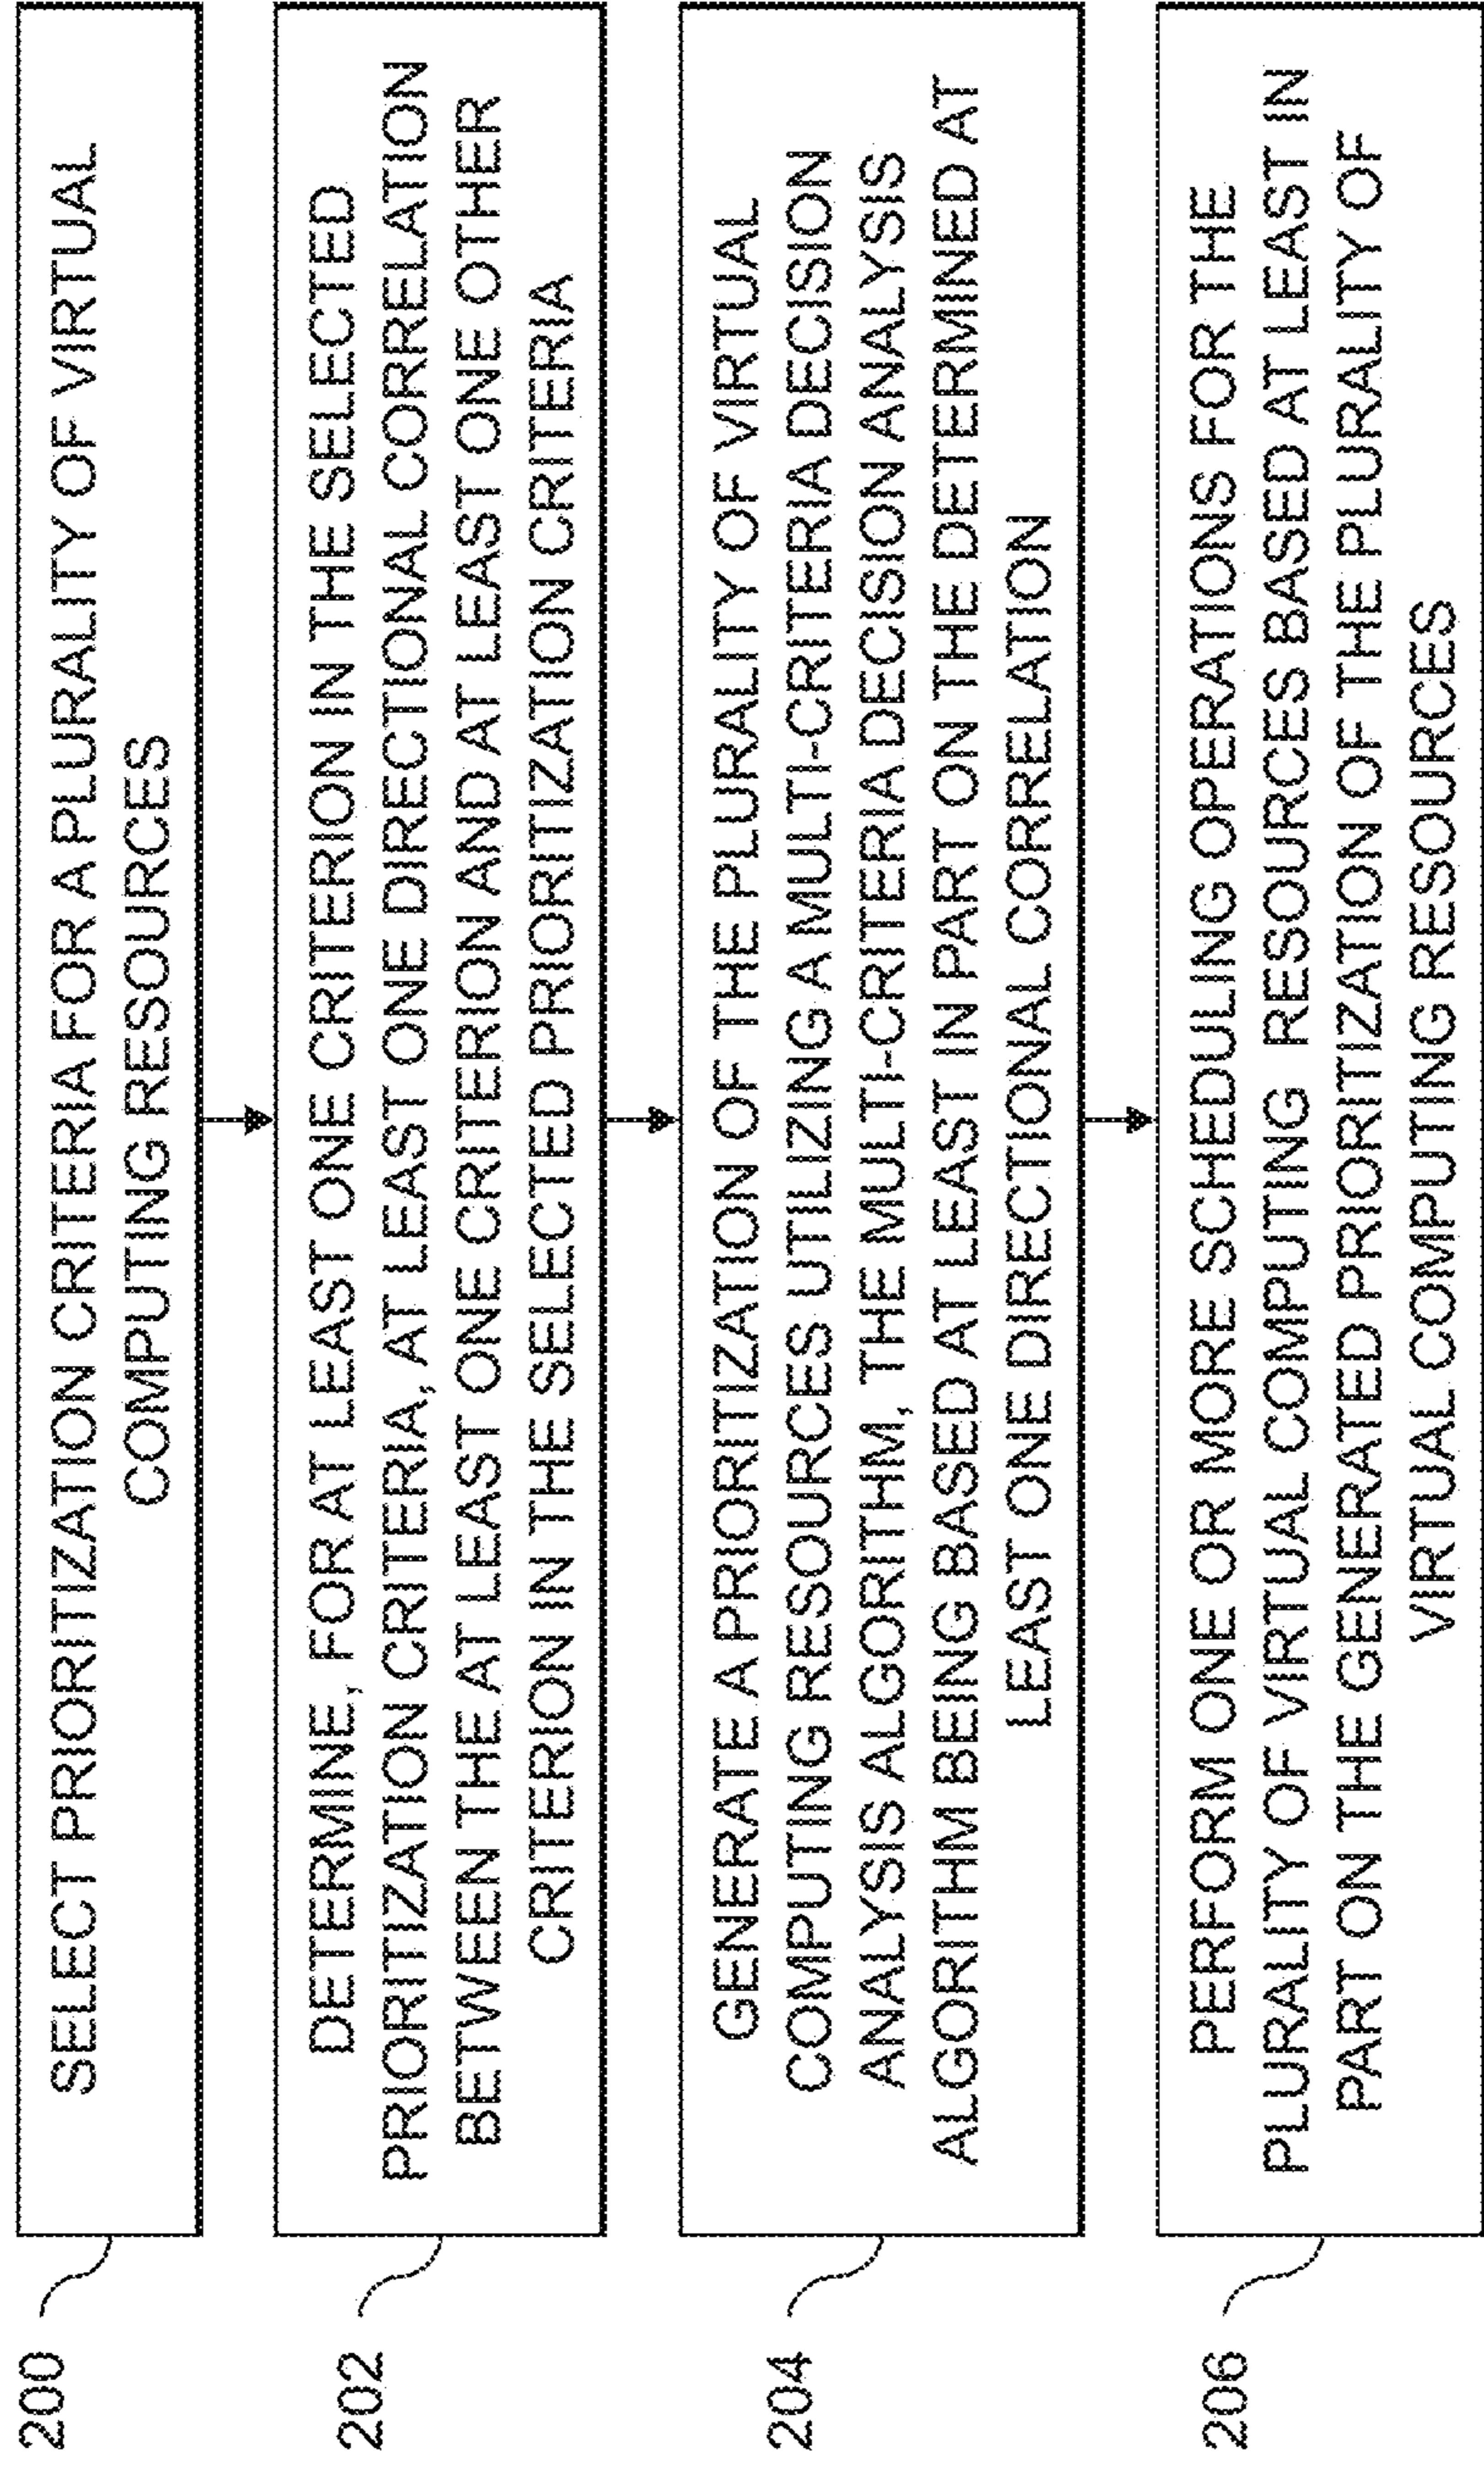 200
SELECT PRIORITIZATION CRITERIA FOR A PLURALITY OF VIRTUAL
COMPUTING RESOURCES
202
DETERMINE, FOR AT LEAST ONE CRITERION IN THE SELECTED
PRIORITIZATION CRITERIA, AT LEAST ONE DIRECTIONAL CORRELATION
BETWEEN THE AT LEAST ONE CRITERION AND AT LEAST ONE OTHER
CRITERION IN THE SELECTED PRIORITIZATION CRITERIA
204
GENERATE A PRIORITIZATION OF THE PLURALITY OF VIRTUAL
COMPUTING RESOURCES UTILIZING A MULTI-CRITERIA DECISION
ANALYSIS ALGORITHM, THE MULTI-CRITERIA DECISION ANALYSIS
ALGORITHM BEING BASED AT LEAST IN PART ON THE DETERMINED AT
LEAST ONE DIRECTIONAL CORRELATION
206
PERFORM ONE OR MORE SCHEDULING OPERATIONS FOR THE
PLURALITY OF VIRTUAL COMPUTING RESOURCES BASED AT LEAST IN
PART ON THE GENERATED PRIORITIZATION OF THE PLURALITY OF
VIRTUAL COMPUTING RESOURCES